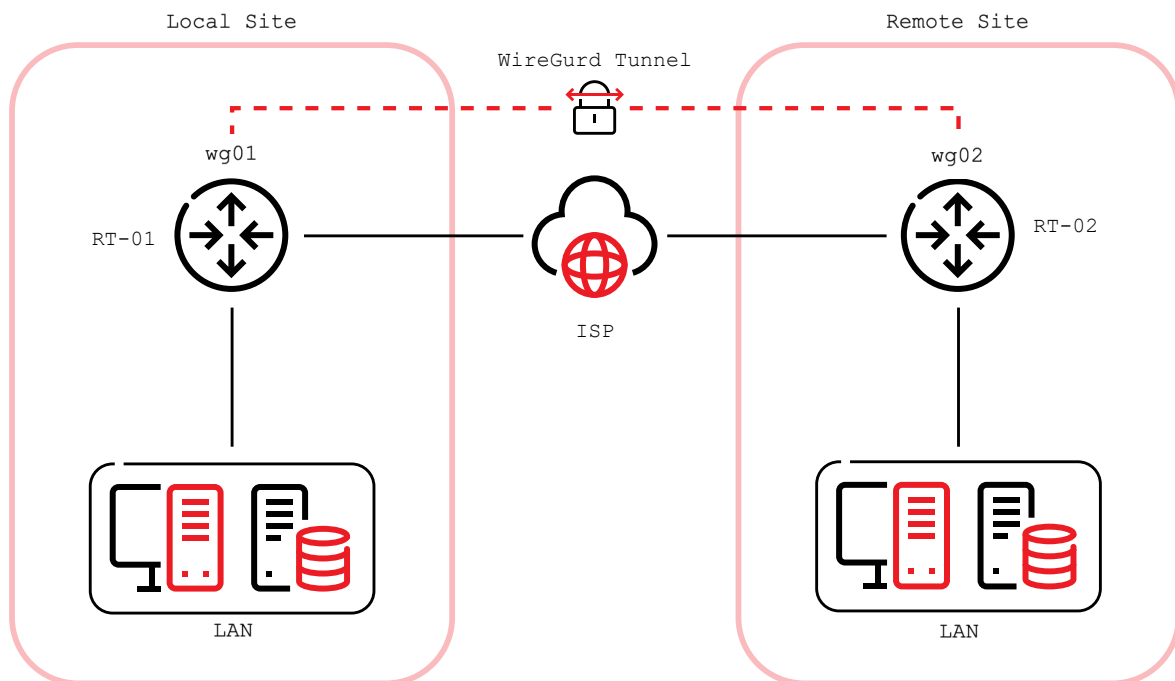 Local Site
Remote Site
WireGurd Tunnel
wg01
wg02
RT-01
RT-02
ISP
LAN
LAN